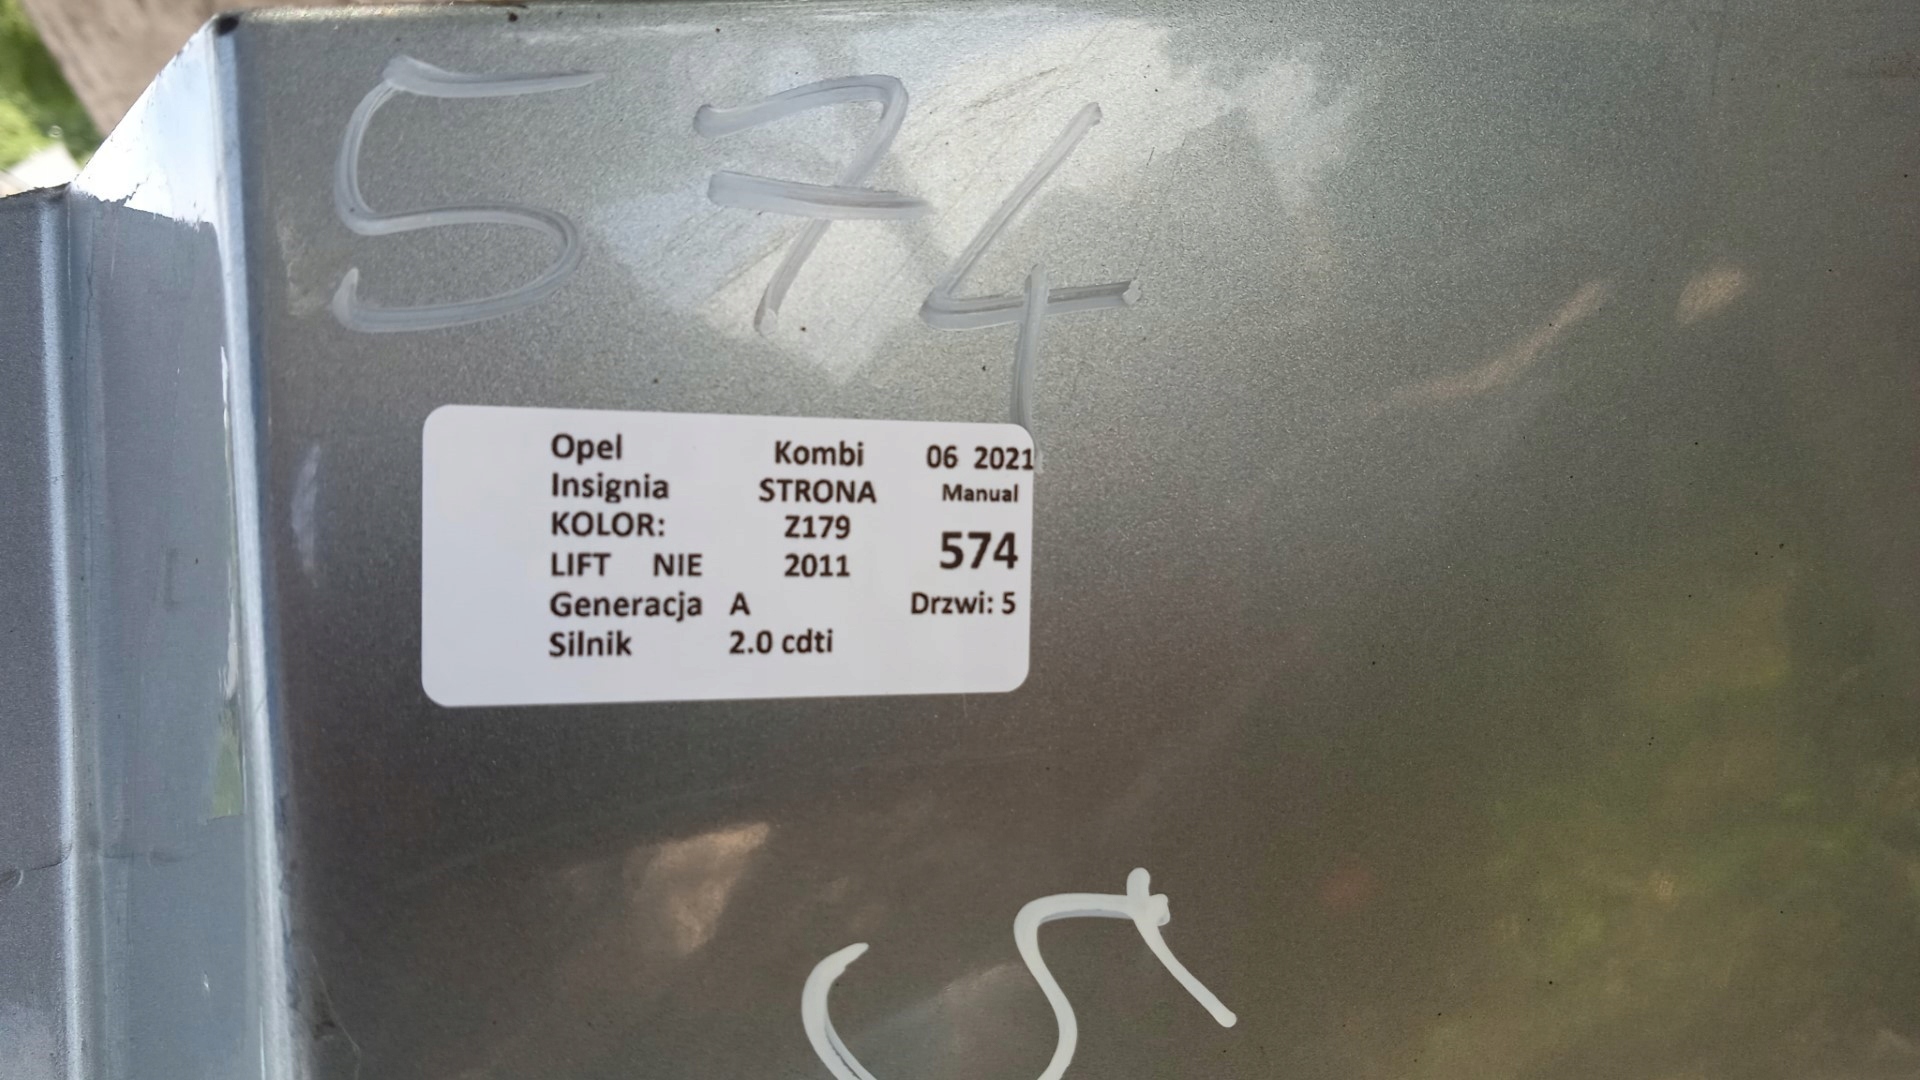 574
Opel Kombi 06 2021
Insignia STRONA Manual
KOLOR: Z179
574
LIFT NIE 2011
Generacja A Drzwi: 5
Silnik 2.0 cdti
5